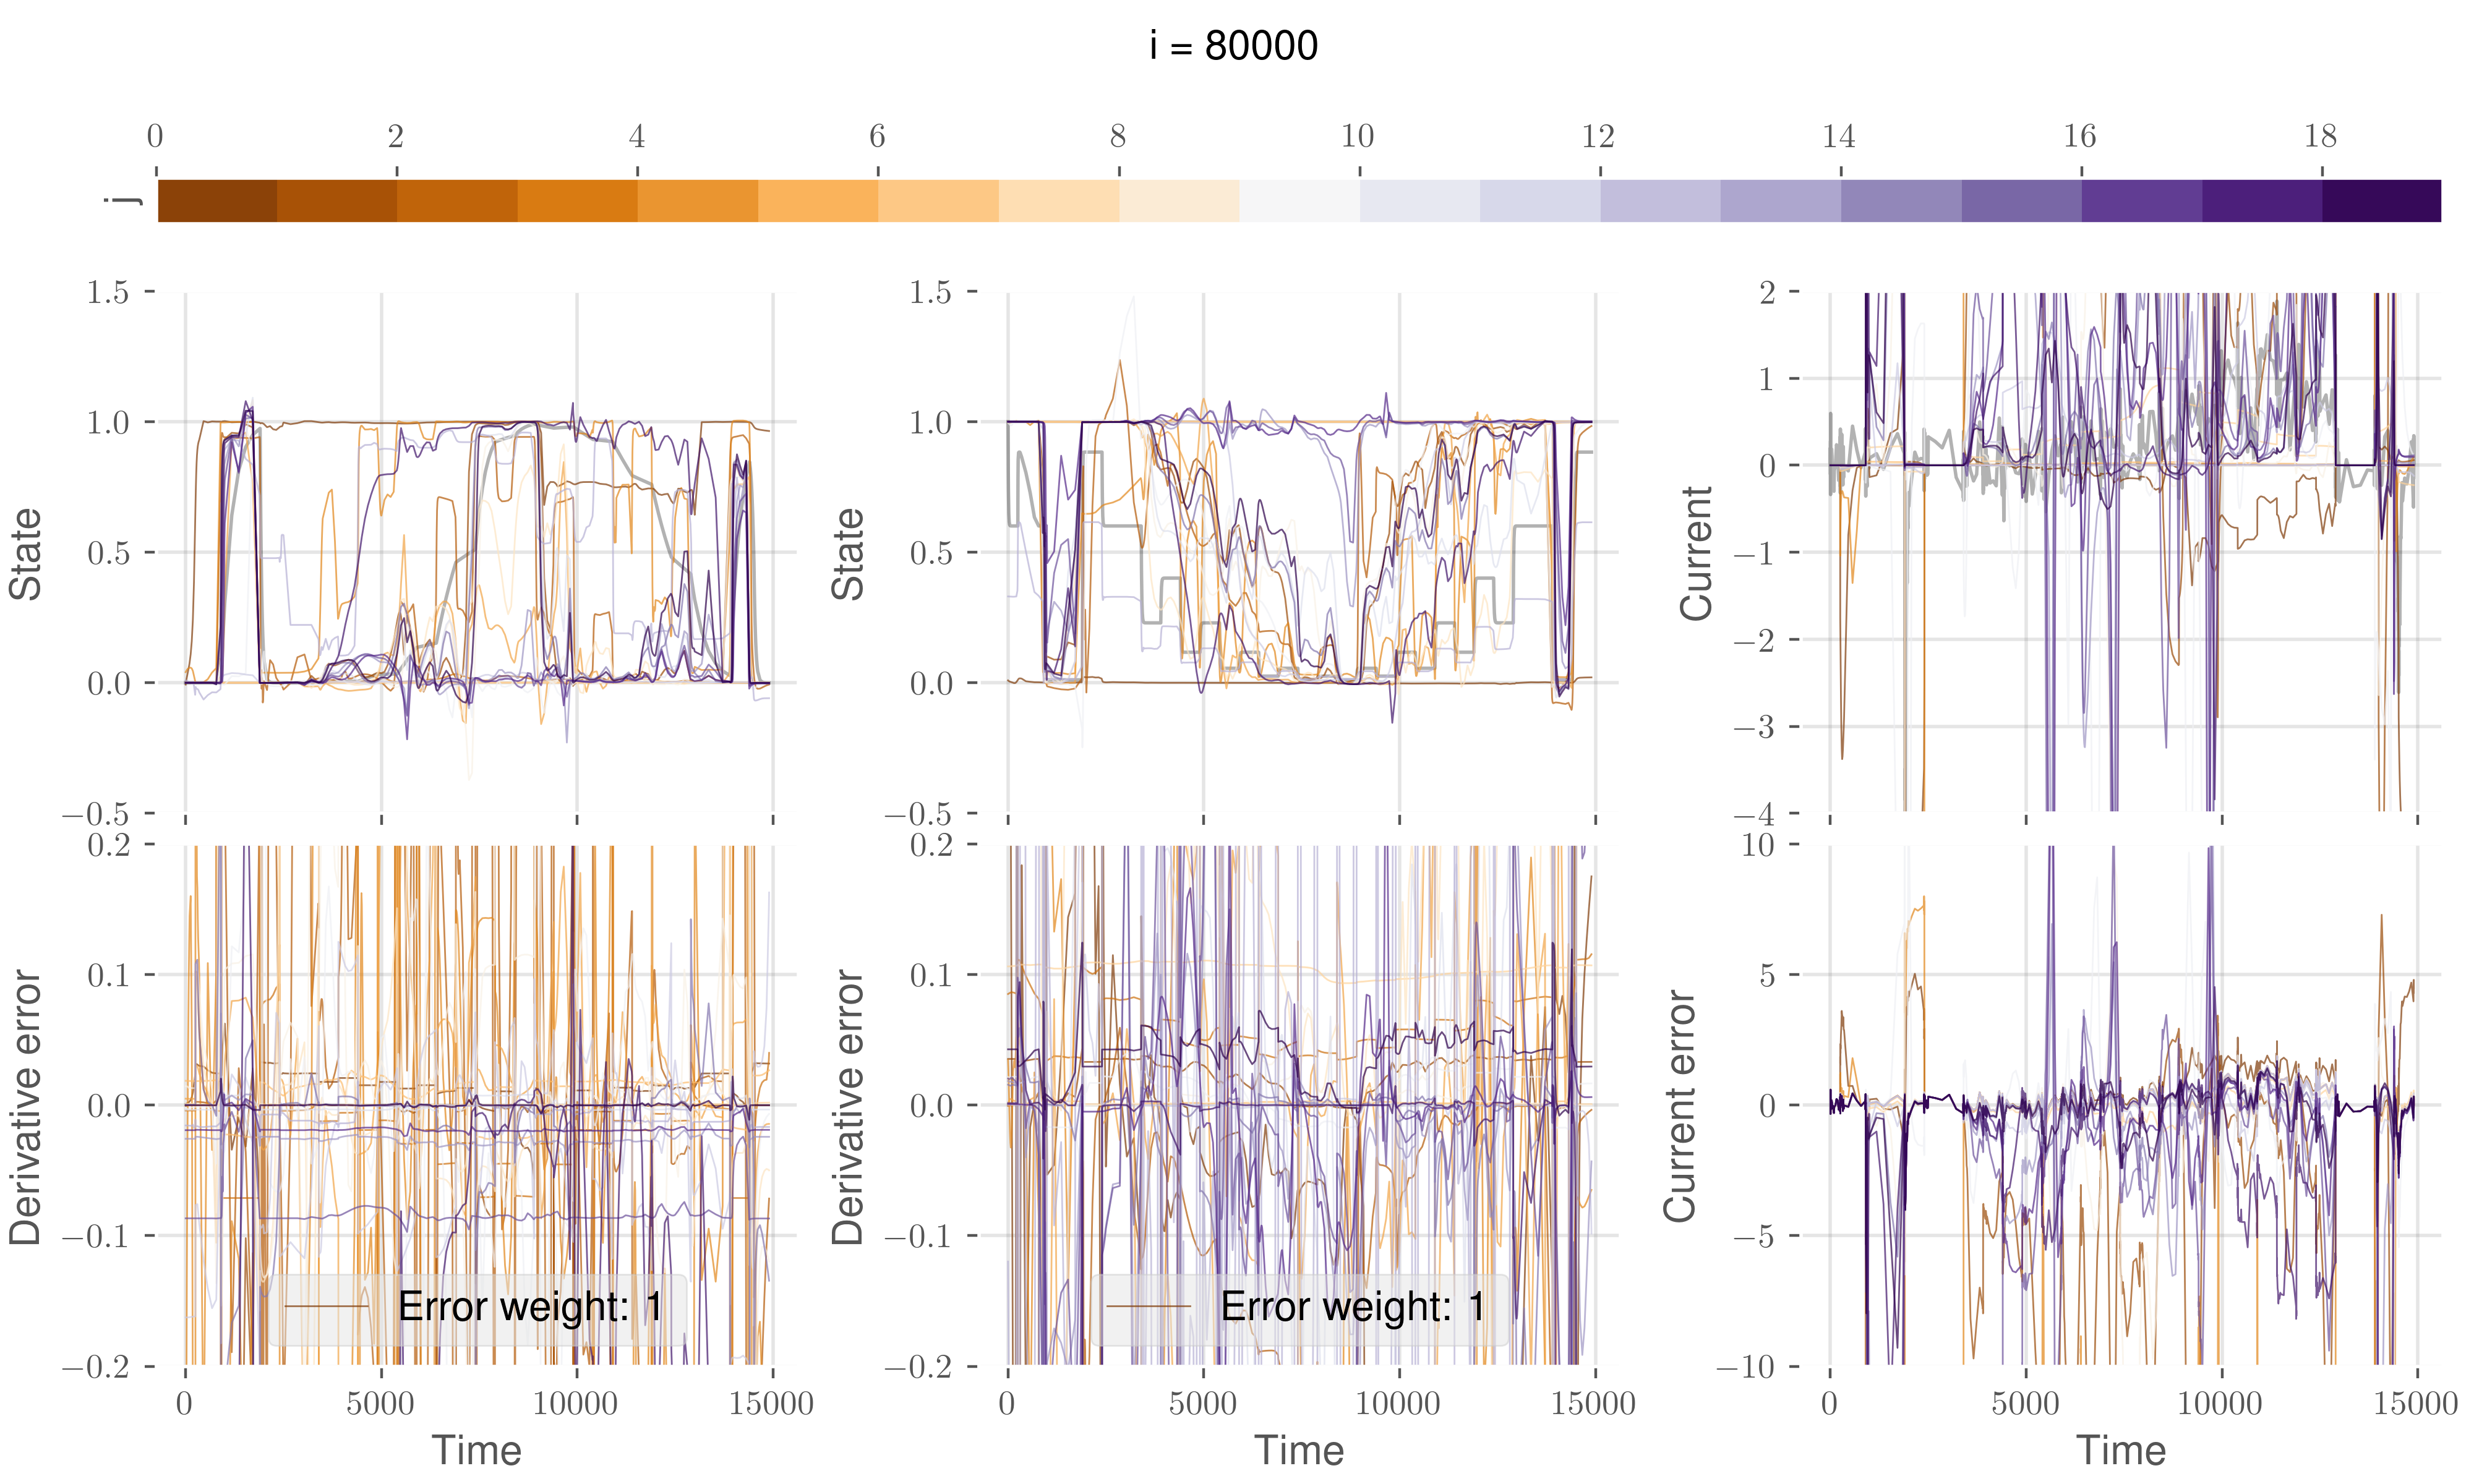 i = 80000
0 2 4 6 8 10 12 14 16 18
j
1.5 1.0 0.5 0.0 −0.5
State
1.5 1.0 0.5 0.0 −0.5
State
2 1 0 −1 −2 −3 −4
Current
0.2 0.1 0.0 −0.1 −0.2
Derivative error
Error weight: 1
0 5000 10000 15000
Time
0.2 0.1 0.0 −0.1 −0.2
Derivative error
Error weight: 1
0 5000 10000 15000
Time
10 5 0 −5 −10
Current error
0 5000 10000 15000
Time